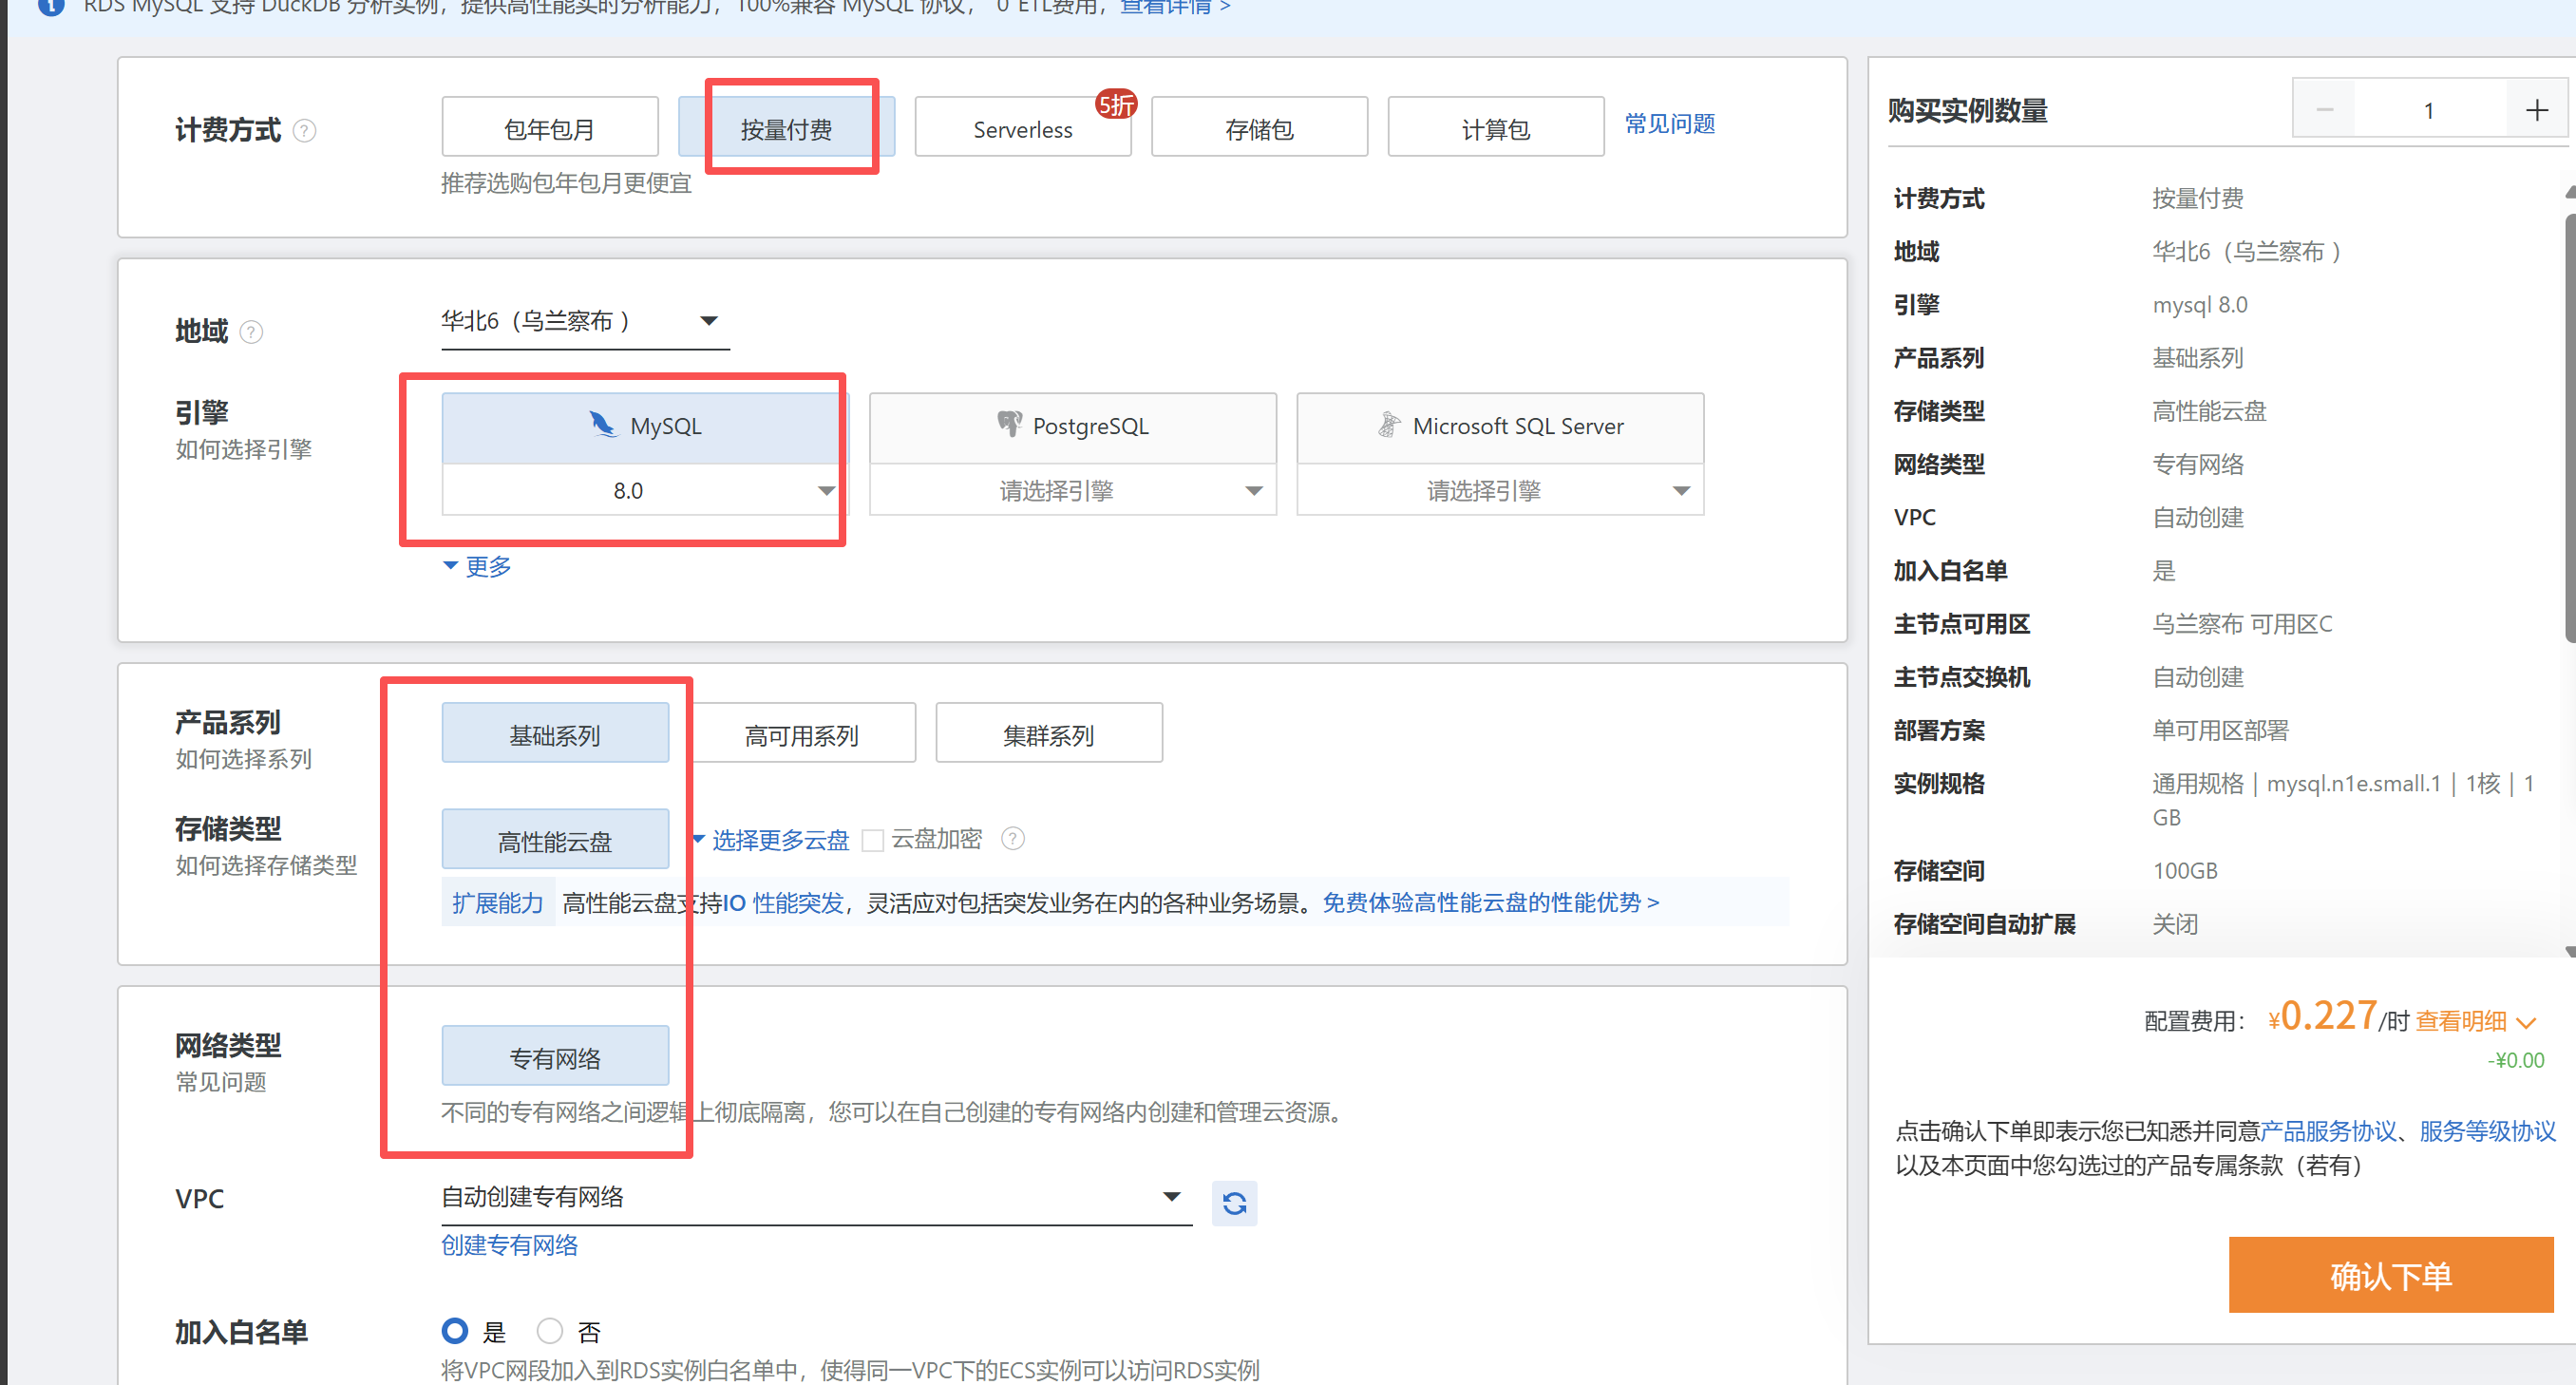 RDS MySQL 支持 DuckDB 分析实例，提供高性能实时分析能力，100%兼容 MySQL 协议， 0 ETL费用，查看详情 >
计费方式 ?
包年包月
按量付费
Serverless
5折
存储包
计算包
常见问题
推荐选购包年包月更便宜
地域 ?
华北6（乌兰察布 ）
引擎
如何选择引擎
MySQL
8.0
PostgreSQL
请选择引擎
Microsoft SQL Server
请选择引擎
更多
产品系列
如何选择系列
基础系列
高可用系列
集群系列
存储类型
如何选择存储类型
高性能云盘
选择更多云盘
云盘加密 ?
扩展能力 高性能云盘支持IO 性能突发，灵活应对包括突发业务在内的各种业务场景。免费体验高性能云盘的性能优势 >
网络类型
常见问题
专有网络
不同的专有网络之间逻辑上彻底隔离，您可以在自己创建的专有网络内创建和管理云资源。
VPC
自动创建专有网络
创建专有网络
加入白名单
是 否
将VPC网段加入到RDS实例白名单中，使得同一VPC下的ECS实例可以访问RDS实例
购买实例数量
− 1 +
计费方式 按量付费
地域 华北6（乌兰察布 ）
引擎 mysql 8.0
产品系列 基础系列
存储类型 高性能云盘
网络类型 专有网络
VPC 自动创建
加入白名单 是
主节点可用区 乌兰察布 可用区C
主节点交换机 自动创建
部署方案 单可用区部署
实例规格 通用规格 | mysql.n1e.small.1 | 1核 | 1
GB
存储空间 100GB
存储空间自动扩展 关闭
配置费用： ¥0.227/时 查看明细
-¥0.00
点击确认下单即表示您已知悉并同意产品服务协议、服务等级协议
以及本页面中您勾选过的产品专属条款（若有）
确认下单